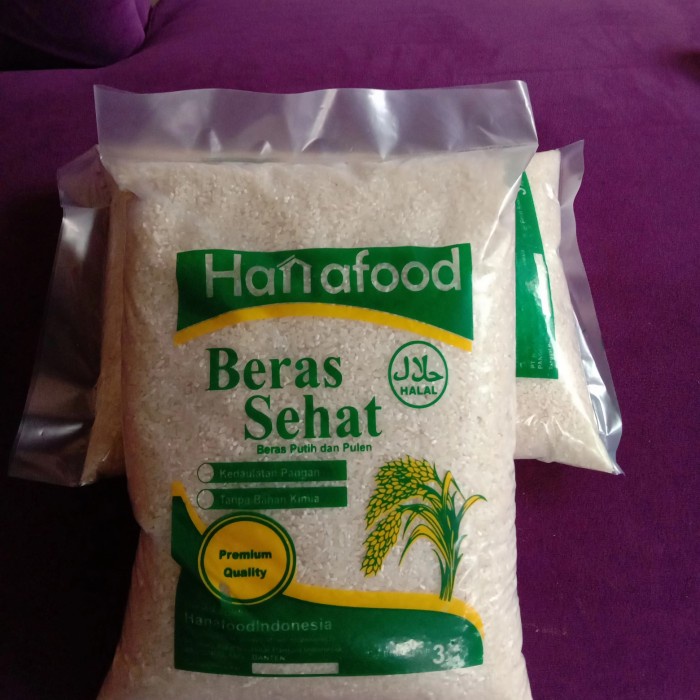 Hanafood
Beras
Sehat
حلال
HALAL
Beras Putih dan Pulen
Kedaulatan Pangan
Tanpa Bahan Kimia
Premium
Quality
HanafoodIndonesia